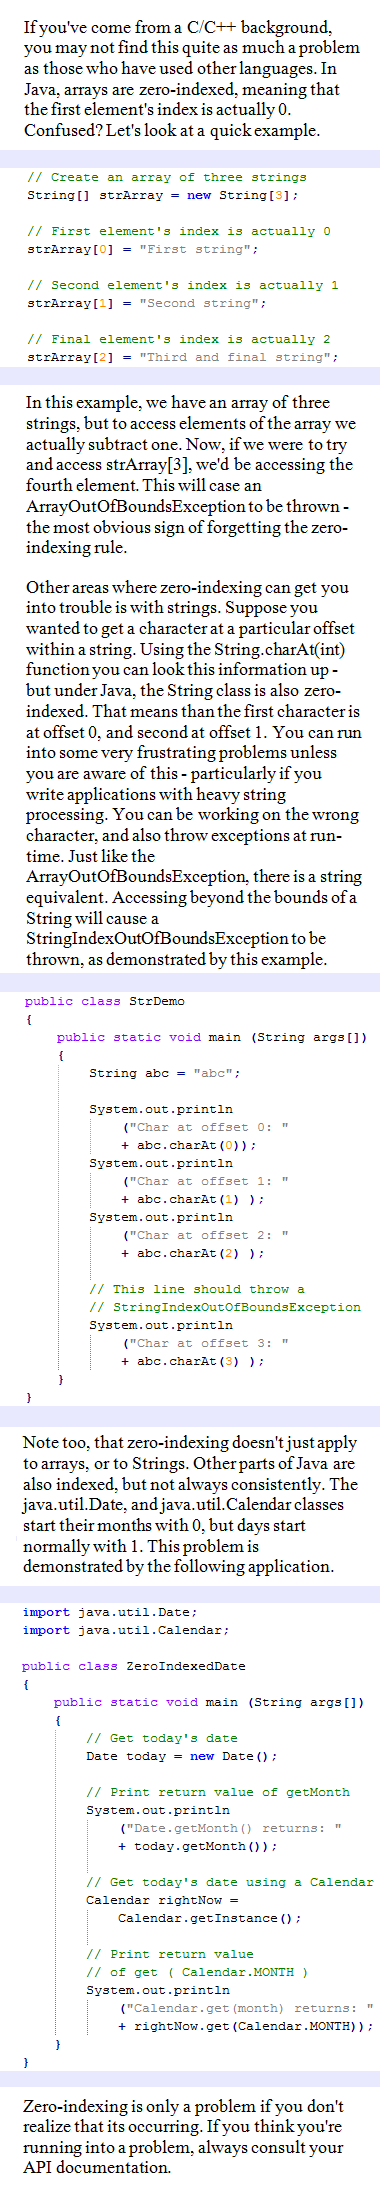 If you've come from a C/C++ background,
you may not find this quite as much a problem
as those who have used other languages. In
Java, arrays are zero-indexed, meaning that
the first element's index is actually 0.
Confused? Let's look at a quick example.
// Create an array of three strings
String[] strArray = new String[3];
// First element's index is actually 0
strArray[0] = "First string";
// Second element's index is actually 1
strArray[1] = "Second string";
// Final element's index is actually 2
strArray[2] = "Third and final string";
In this example, we have an array of three
strings, but to access elements of the array we
actually subtract one. Now, if we were to try
and access strArray[3], we'd be accessing the
fourth element. This will case an
ArrayOutOfBoundsException to be thrown -
the most obvious sign of forgetting the zero-
indexing rule.
Other areas where zero-indexing can get you
into trouble is with strings. Suppose you
wanted to get a character at a particular offset
within a string. Using the String.charAt(int)
function you can look this information up -
but under Java, the String class is also zero-
indexed. That means than the first character is
at offset 0, and second at offset 1. You can run
into some very frustrating problems unless
you are aware of this - particularly if you
write applications with heavy string
processing. You can be working on the wrong
character, and also throw exceptions at run-
time. Just like the
ArrayOutOfBoundsException, there is a string
equivalent. Accessing beyond the bounds of a
String will cause a
StringIndexOutOfBoundsException to be
thrown, as demonstrated by this example.
public class StrDemo
{
public static void main (String args[])
{
String abc = "abc";
System.out.println
("Char at offset 0: "
+ abc.charAt(0));
System.out.println
("Char at offset 1: "
+ abc.charAt(1) );
System.out.println
("Char at offset 2: "
+ abc.charAt(2) );
// This line should throw a
// StringIndexOutOfBoundsException
System.out.println
("Char at offset 3: "
+ abc.charAt(3) );
}
}
Note too, that zero-indexing doesn't just apply
to arrays, or to Strings. Other parts of Java are
also indexed, but not always consistently. The
java.util.Date, and java.util.Calendar classes
start their months with 0, but days start
normally with 1. This problem is
demonstrated by the following application.
import java.util.Date;
import java.util.Calendar;
public class ZeroIndexedDate
{
public static void main (String args[])
{
// Get today's date
Date today = new Date();
// Print return value of getMonth
System.out.println
("Date.getMonth() returns: "
+ today.getMonth());
// Get today's date using a Calendar
Calendar rightNow =
Calendar.getInstance();
// Print return value
// of get ( Calendar.MONTH )
System.out.println
("Calendar.get(month) returns: "
+ rightNow.get(Calendar.MONTH));
}
}
Zero-indexing is only a problem if you don't
realize that its occurring. If you think you're
running into a problem, always consult your
API documentation.